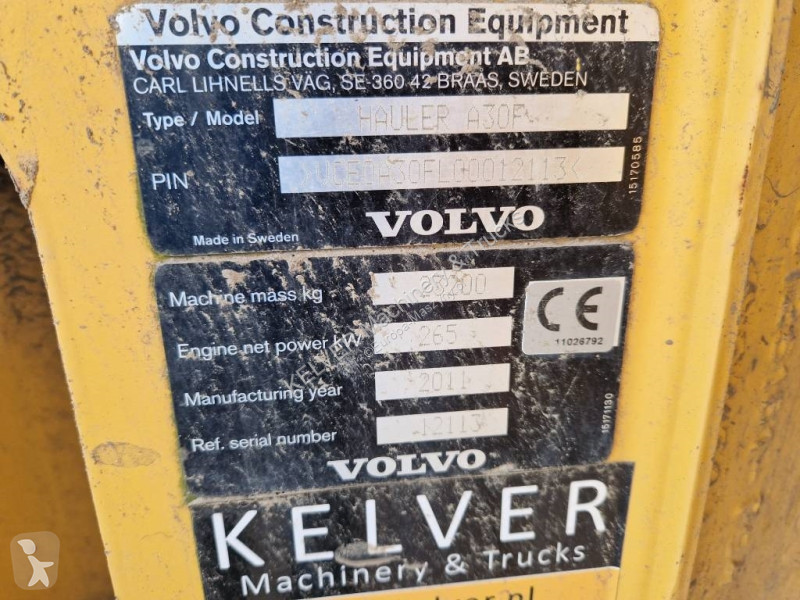 Volvo Construction Equipment
Volvo Construction Equipment AB
CARL LIHNELLS VÄG, SE-360 42 BRAAS, SWEDEN
Type / Model HAULER A30F
PIN
VOLVO
Made in Sweden
15170585
Machine mass kg 23200
Engine net power kW 265
Manufacturing year 2011
Ref. serial number 12113
VOLVO
CE
11026792
15171130
KELVER
Machinery & Trucks